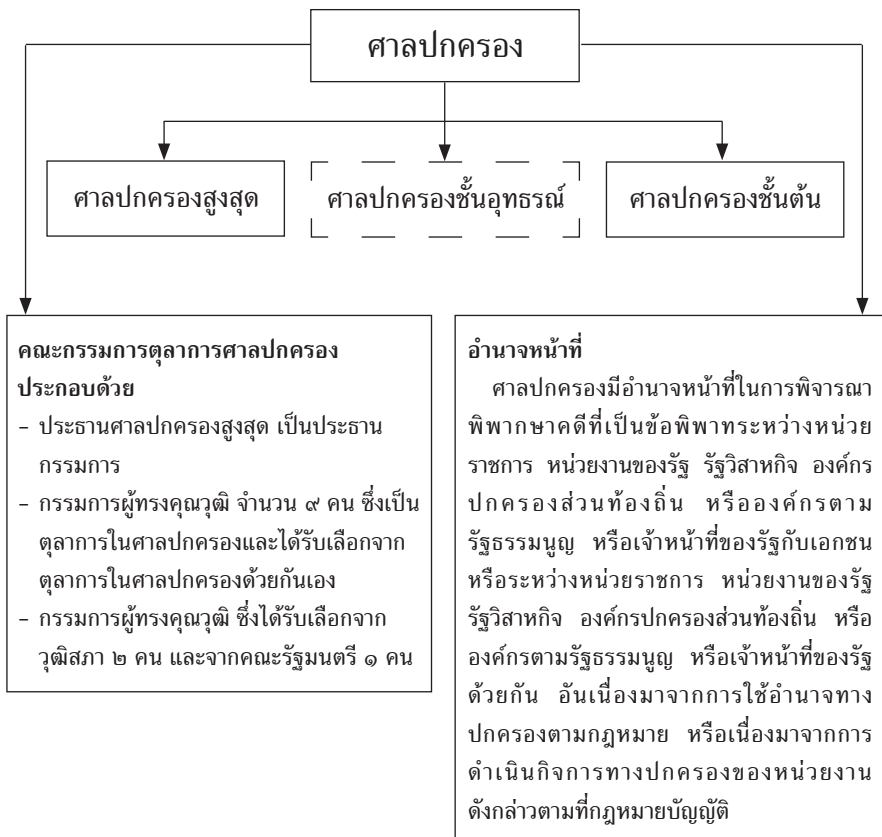 ศาลปกครอง
ศาลปกครองสูงสุด
ศาลปกครองชั้นอุทธรณ์
ศาลปกครองชั้นต้น
คณะกรรมการตุลาการศาลปกครอง
ประกอบด้วย
– ประธานศาลปกครองสูงสุด เป็นประธาน
กรรมการ
– กรรมการผู้ทรงคุณวุฒิ จำนวน ๙ คน ซึ่งเป็น
ตุลาการในศาลปกครองและได้รับเลือกจาก
ตุลาการในศาลปกครองด้วยกันเอง
– กรรมการผู้ทรงคุณวุฒิ ซึ่งได้รับเลือกจาก
วุฒิสภา ๒ คน และจากคณะรัฐมนตรี ๑ คน
อำนาจหน้าที่
ศาลปกครองมีอำนาจหน้าที่ในการพิจารณา
พิพากษาคดีที่เป็นข้อพิพาทระหว่างหน่วย
ราชการ หน่วยงานของรัฐ รัฐวิสาหกิจ องค์กร
ปกครองส่วนท้องถิ่น หรือองค์กรตาม
รัฐธรรมนูญ หรือเจ้าหน้าที่ของรัฐกับเอกชน
หรือระหว่างหน่วยราชการ หน่วยงานของรัฐ
รัฐวิสาหกิจ องค์กรปกครองส่วนท้องถิ่น หรือ
องค์กรตามรัฐธรรมนูญ หรือเจ้าหน้าที่ของรัฐ
ด้วยกัน อันเนื่องมาจากการใช้อำนาจทาง
ปกครองตามกฎหมาย หรือเนื่องมาจากการ
ดำเนินกิจการทางปกครองของหน่วยงาน
ดังกล่าวตามที่กฎหมายบัญญัติ